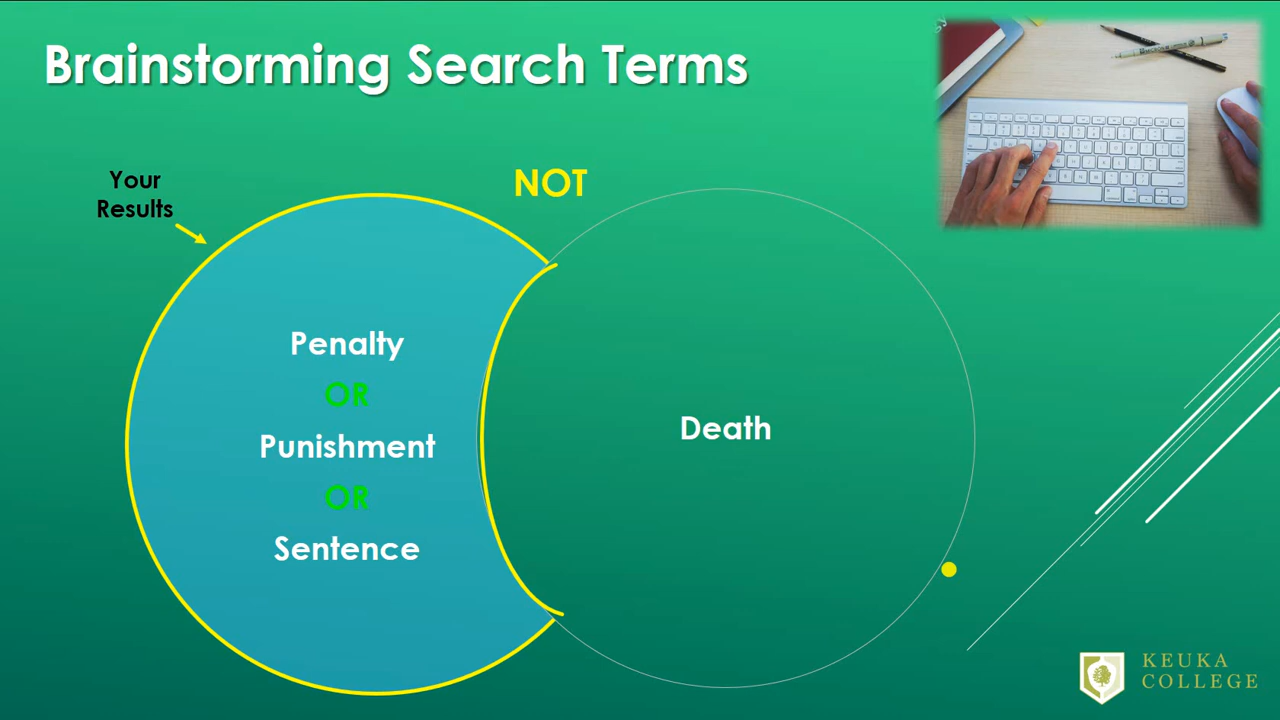 Brainstorming Search Terms
Your
Results
NOT
Penalty
OR
Punishment
OR
Sentence
Death
KEUKA
COLLEGE